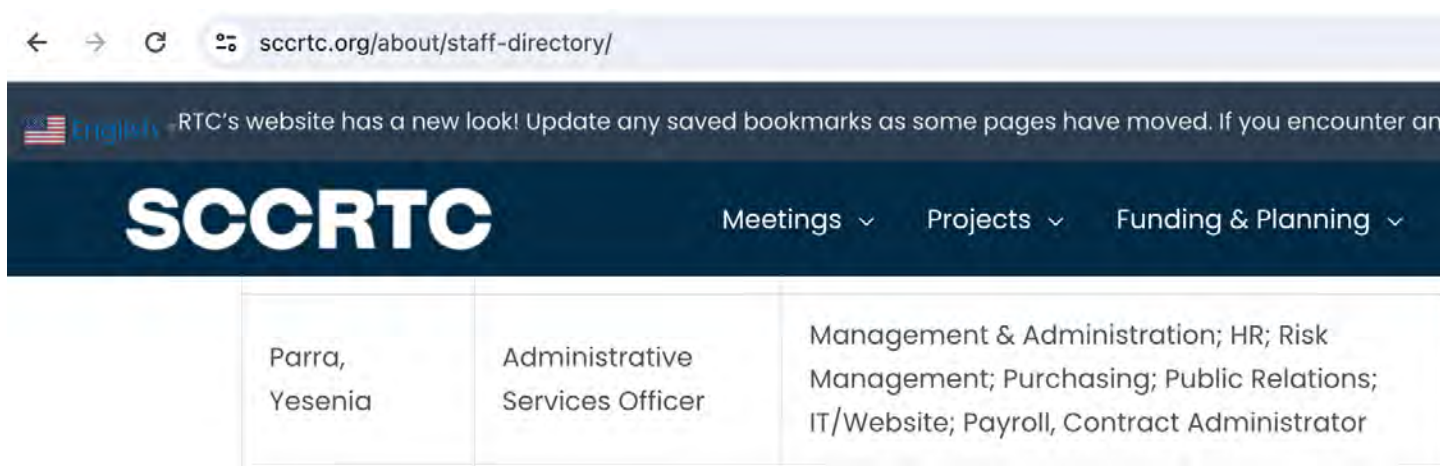 sccrtc.org/about/staff-directory/
English RTC's website has a new look! Update any saved bookmarks as some pages have moved. If you encounter an
SCCRTC
Meetings
Projects
Funding & Planning
Parra,
Yesenia
Administrative
Services Officer
Management & Administration; HR; Risk
Management; Purchasing; Public Relations;
IT/Website; Payroll, Contract Administrator